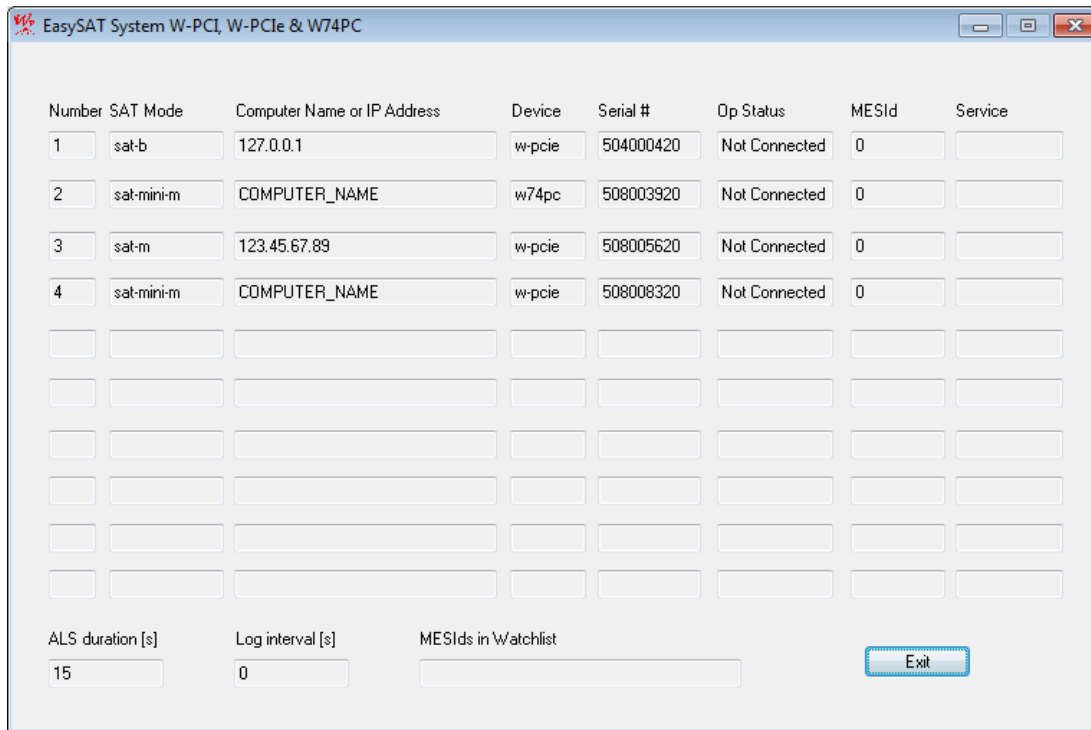 EasySAT System W-PCI, W-PCIe & W74PC
Number SAT Mode Computer Name or IP Address Device Serial # Op Status MESId Service
1 sat-b 127.0.0.1 w-pcie 504000420 Not Connected 0
2 sat-mini-m COMPUTER_NAME w74pc 508003920 Not Connected 0
3 sat-m 123.45.67.89 w-pcie 508005620 Not Connected 0
4 sat-mini-m COMPUTER_NAME w-pcie 508008320 Not Connected 0
ALS duration [s] Log interval [s] MESIds in Watchlist
15 0 Exit